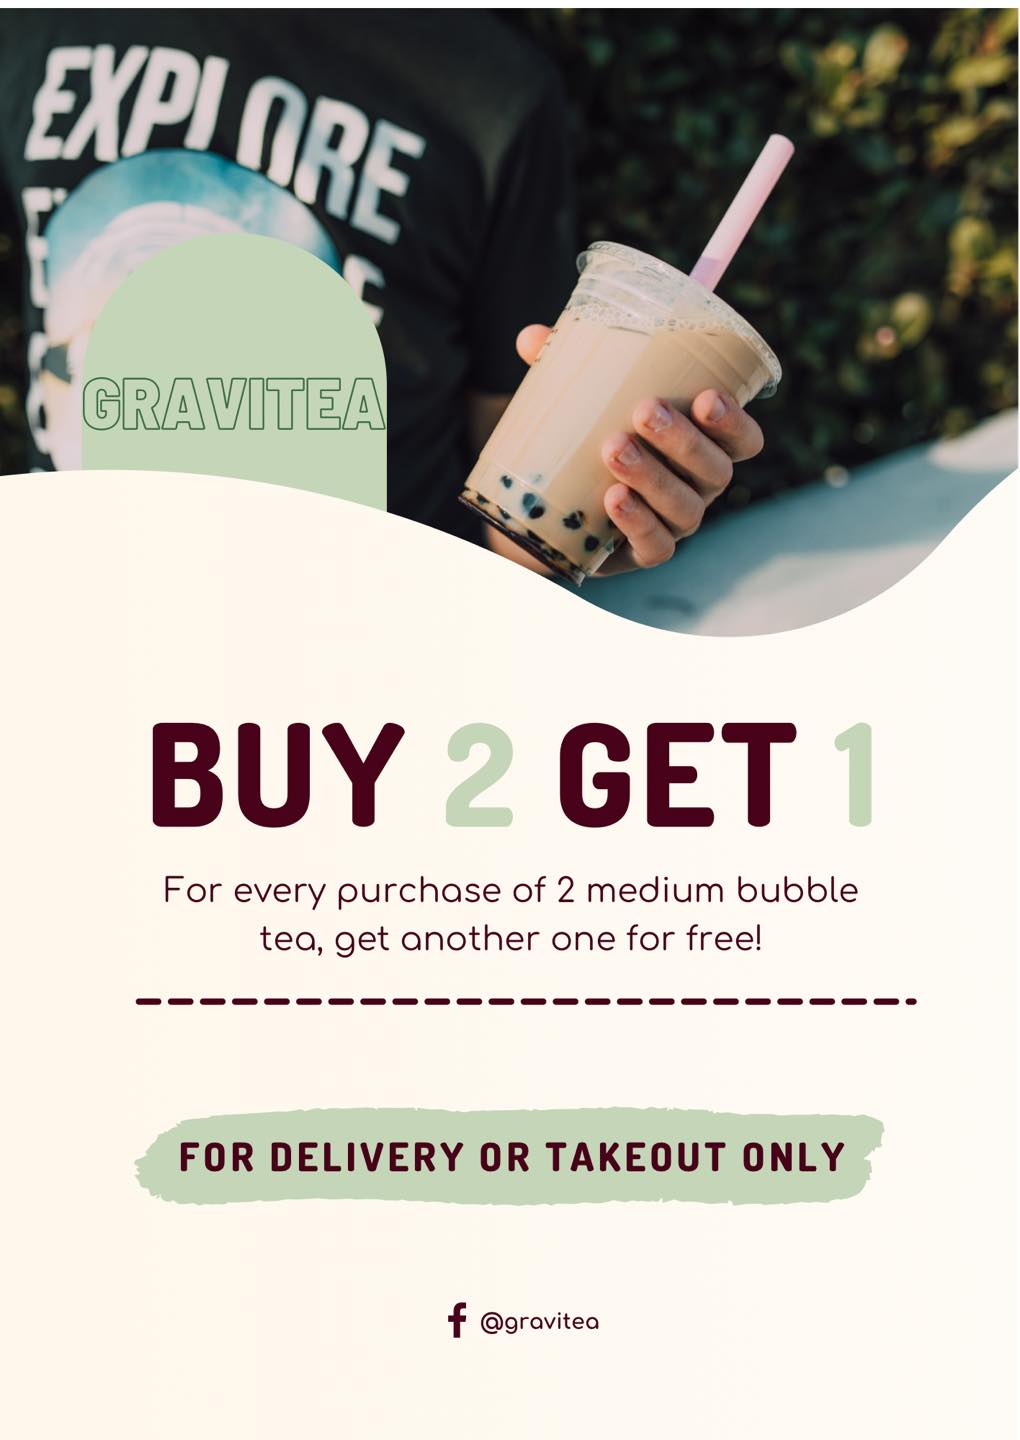 EXPLORE
GRAVITEA
BUY 2 GET 1
For every purchase of 2 medium bubble
tea, get another one for free!
FOR DELIVERY OR TAKEOUT ONLY
@gravitea